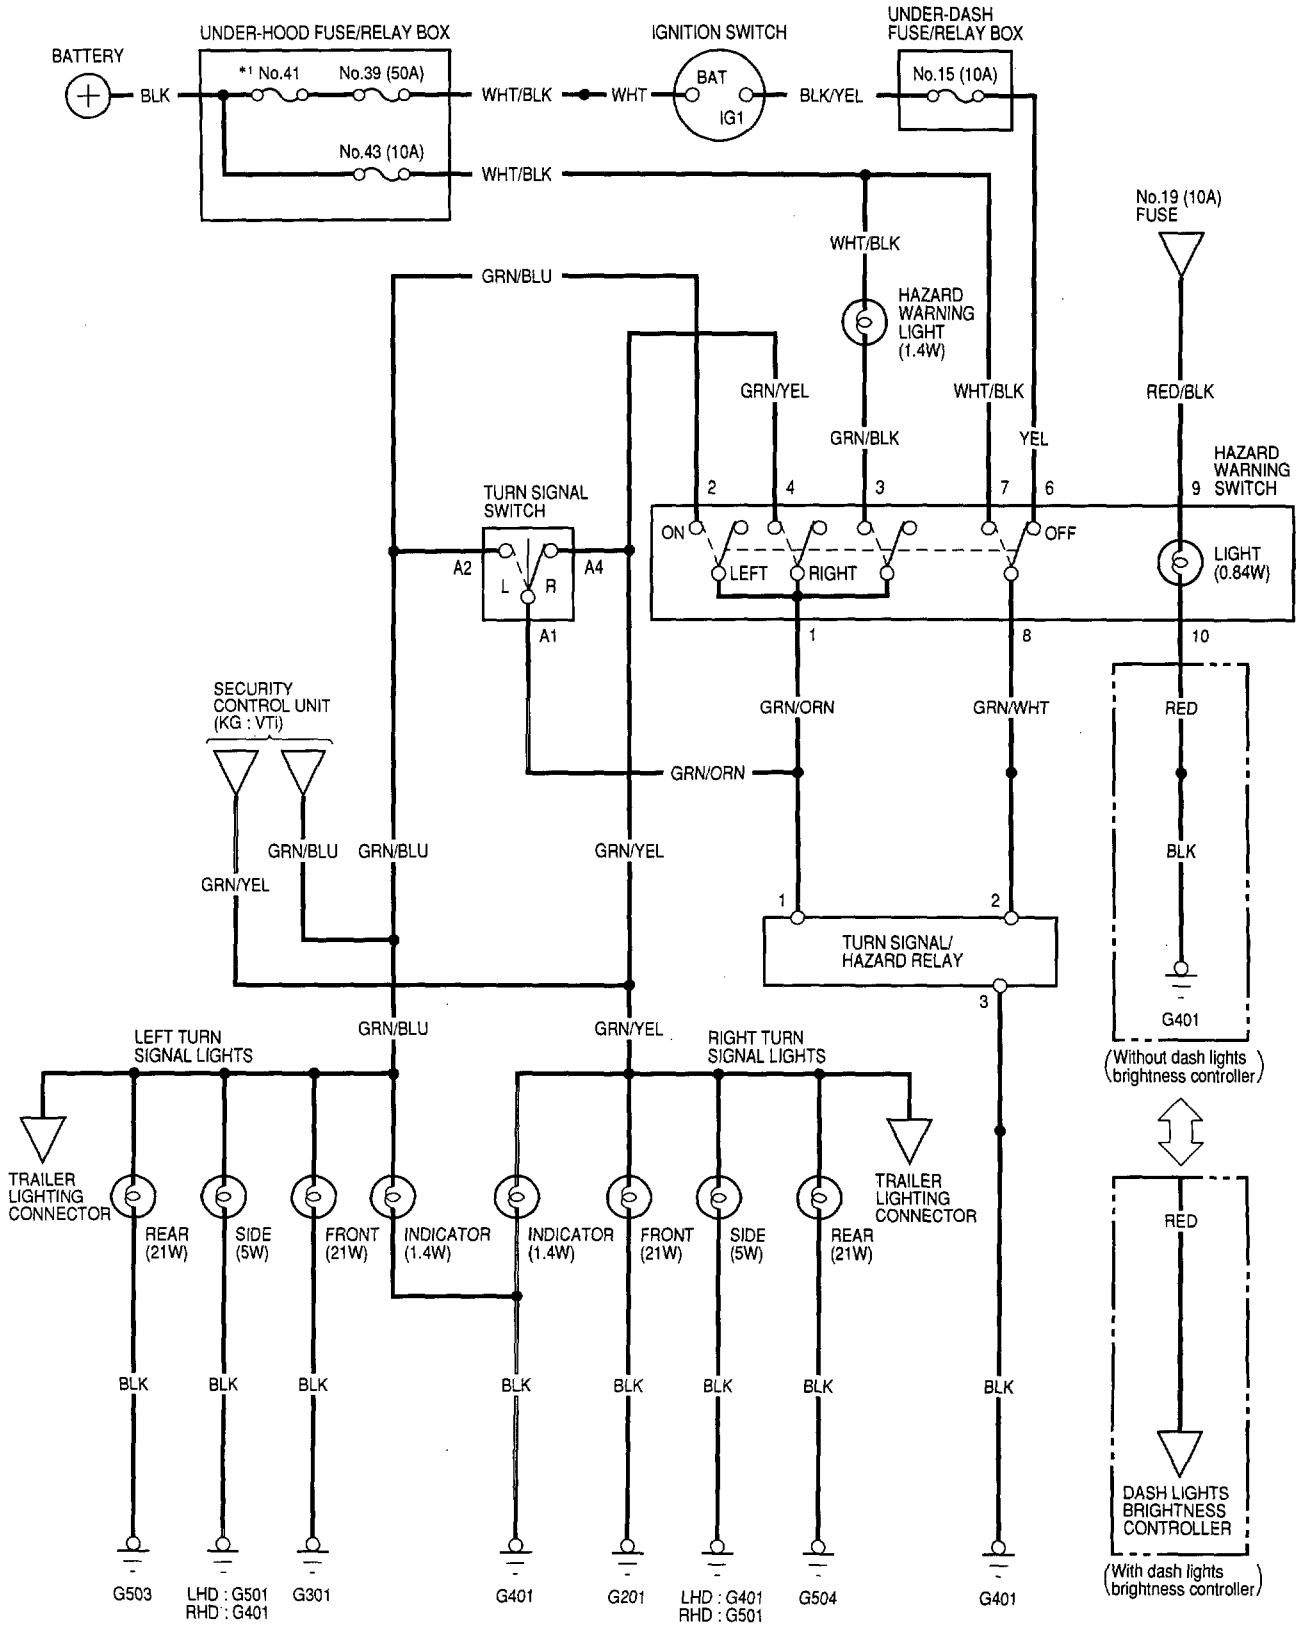 UNDER-HOOD FUSE/RELAY BOX
IGNITION SWITCH
UNDER-DASH
FUSE/RELAY BOX
BATTERY
*1 No.41
No.39 (50A)
BAT
No.15 (10A)
+
BLK
WHT/BLK
WHT
IG1
BLK/YEL
No.43 (10A)
WHT/BLK
No.19 (10A)
FUSE
WHT/BLK
GRN/BLU
HAZARD
WARNING
LIGHT
(1.4W)
GRN/YEL
WHT/BLK
RED/BLK
GRN/BLK
YEL
HAZARD
WARNING
SWITCH
2
4
3
7
6
9
TURN SIGNAL
SWITCH
ON
OFF
LIGHT
(0.84W)
A2
L
R
A4
LEFT
RIGHT
A1
1
8
10
SECURITY
CONTROL UNIT
(KG : VTi)
GRN/ORN
GRN/WHT
RED
GRN/ORN
GRN/BLU
GRN/BLU
GRN/YEL
BLK
GRN/YEL
1
2
TURN SIGNAL/
HAZARD RELAY
3
GRN/BLU
GRN/YEL
G401
LEFT TURN
SIGNAL LIGHTS
RIGHT TURN
SIGNAL LIGHTS
(Without dash lights
brightness controller)
TRAILER
LIGHTING
CONNECTOR
TRAILER
LIGHTING
CONNECTOR
REAR
(21W)
SIDE
(5W)
FRONT
(21W)
INDICATOR
(1.4W)
INDICATOR
(1.4W)
FRONT
(21W)
SIDE
(5W)
REAR
(21W)
RED
BLK
BLK
BLK
BLK
BLK
BLK
BLK
BLK
DASH LIGHTS
BRIGHTNESS
CONTROLLER
(With dash lights
brightness controller)
G503
LHD : G501
RHD : G401
G301
G401
G201
LHD : G401
RHD : G501
G504
G401